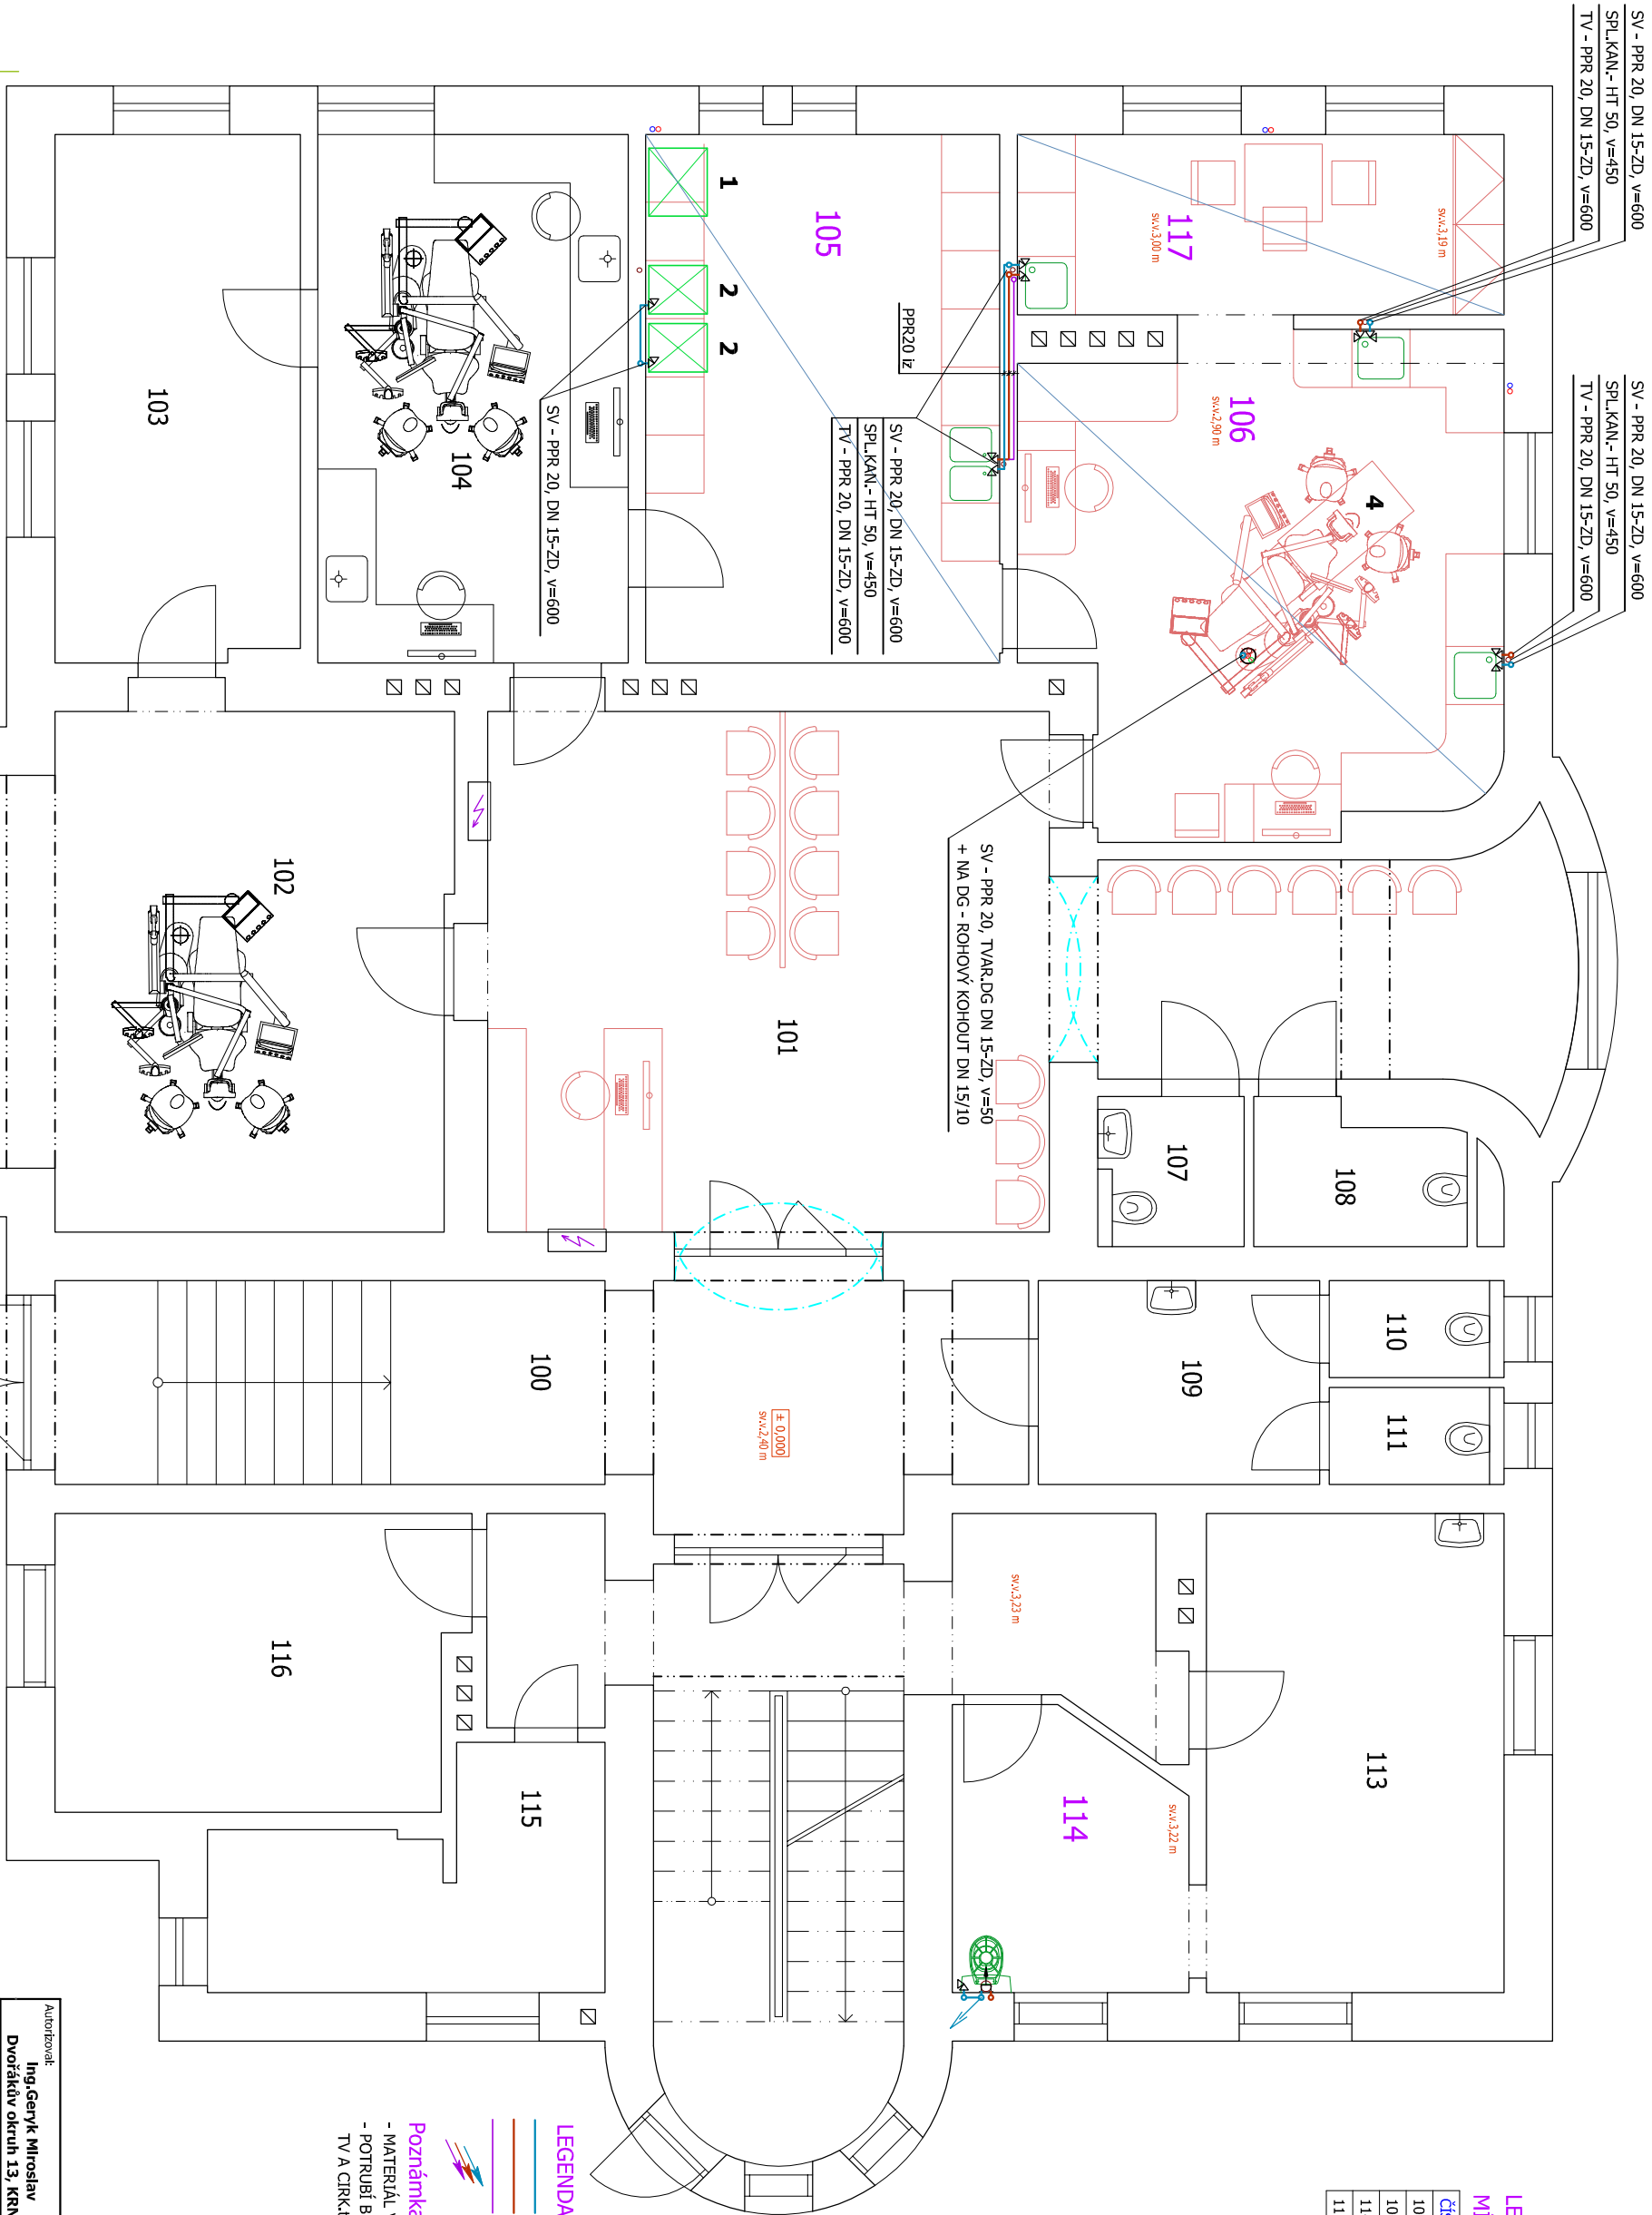 SV - PPR 20, DN 15-ZD, v=600
SPL.KAN.- HT 50, v=450
TV - PPR 20, DN 15-ZD, v=600
SV - PPR 20, DN 15-ZD, v=600
SPL.KAN.- HT 50, v=450
TV - PPR 20, DN 15-ZD, v=600
sv.v.3,19 m
117
sv.v.3,00 m
106
sv.v.2,90 m
4
105
1
2
2
PPR20 iz
SV - PPR 20, DN 15-ZD, v=600
SPL.KAN.- HT 50, v=450
TV - PPR 20, DN 15-ZD, v=600
SV - PPR 20, DN 15-ZD, v=600
104
103
SV - PPR 20, TVAR.DG DN 15-ZD, v=50
+ NA DG - ROHOVÝ KOHOUT DN 15/10
102
101
107
108
100
± 0,000
sv.v.2,40 m
109
110
111
sv.v.3,23 m
116
115
113
114
sv.v.3,22 m
LEGENDA
Poznámka
- MATERIÁL
- POTRUBÍ
TV A CIRK.
Autorizoval:
Ing.Geryk Miroslav
Dvořákův okruh 13,